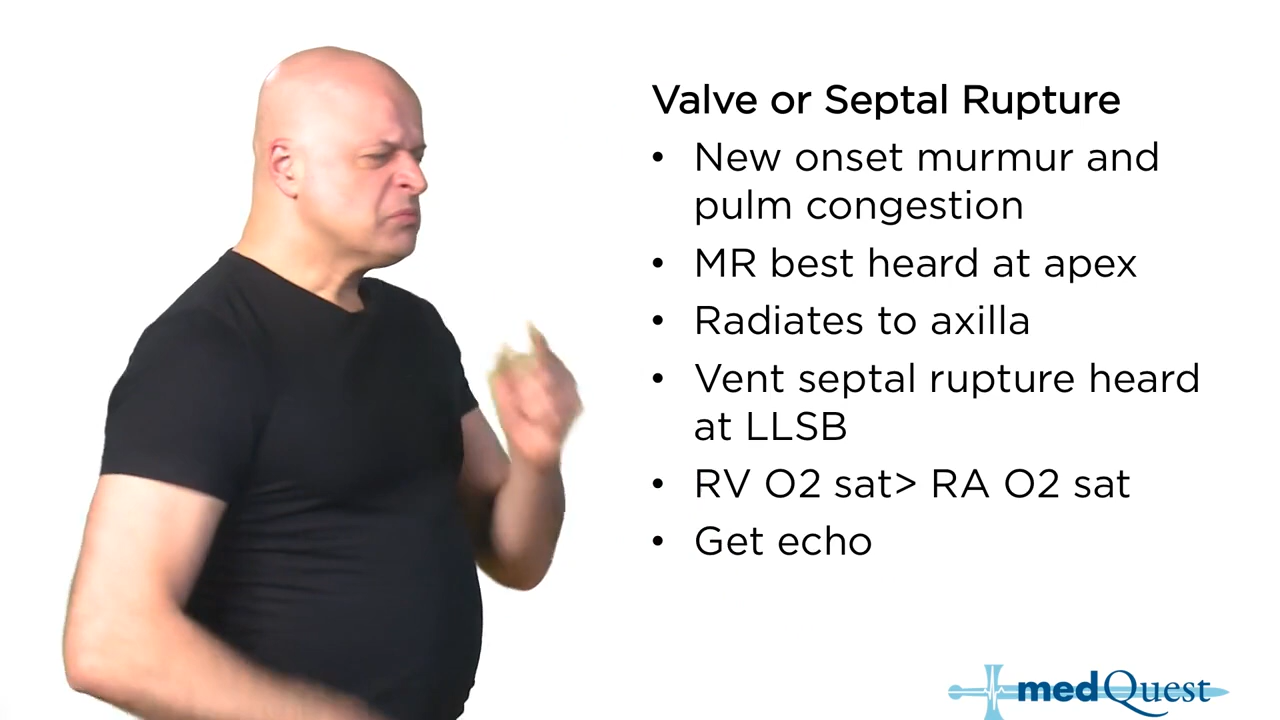 Valve or Septal Rupture
• New onset murmur and
pulm congestion
• MR best heard at apex
• Radiates to axilla
• Vent septal rupture heard
at LLSB
• RV O2 sat> RA O2 sat
• Get echo
medQuest